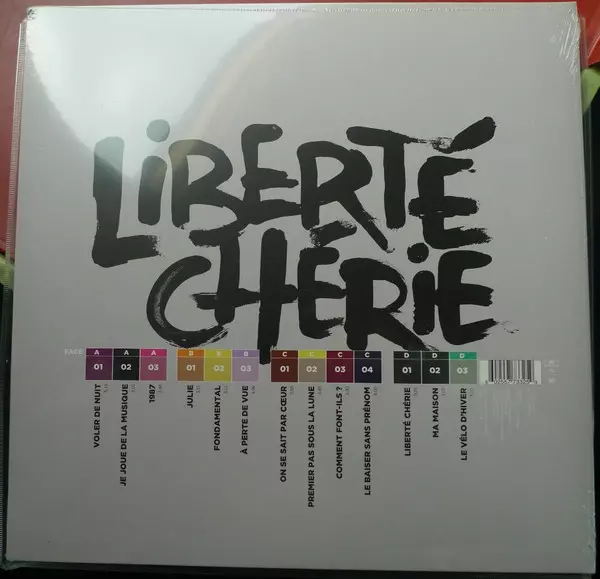 LIBERTÉ
CHÉRIE
FACE
A A A B B B C C C C D D D
01 02 03 01 02 03 01 02 03 04 01 02 03
VOLER DE NUIT
JE JOUE DE LA MUSIQUE
1987
JULIE
FONDAMENTAL
À PERTE DE VUE
ON SE SAIT PAR CŒUR
PREMIER PAS SOUS LA LUNE
COMMENT FONT-ILS ?
LE BAISER SANS PRÉNOM
LIBERTÉ CHÉRIE
MA MAISON
LE VÉLO D'HIVER